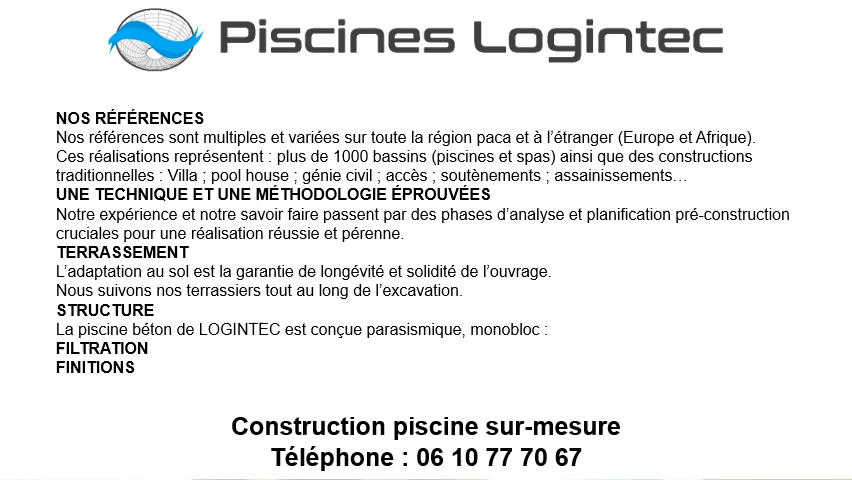 Piscines Logintec
NOS RÉFÉRENCES
Nos références sont multiples et variées sur toute la région paca et à l’étranger (Europe et Afrique).
Ces réalisations représentent : plus de 1000 bassins (piscines et spas) ainsi que des constructions
traditionnelles : Villa ; pool house ; génie civil ; accès ; soutènements ; assainissements…
UNE TECHNIQUE ET UNE MÉTHODOLOGIE ÉPROUVÉES
Notre expérience et notre savoir faire passent par des phases d’analyse et planification pré-construction
cruciales pour une réalisation réussie et pérenne.
TERRASSEMENT
L’adaptation au sol est la garantie de longévité et solidité de l’ouvrage.
Nous suivons nos terrassiers tout au long de l’excavation.
STRUCTURE
La piscine béton de LOGINTEC est conçue parasismique, monobloc :
FILTRATION
FINITIONS
Construction piscine sur-mesure
Téléphone : 06 10 77 70 67